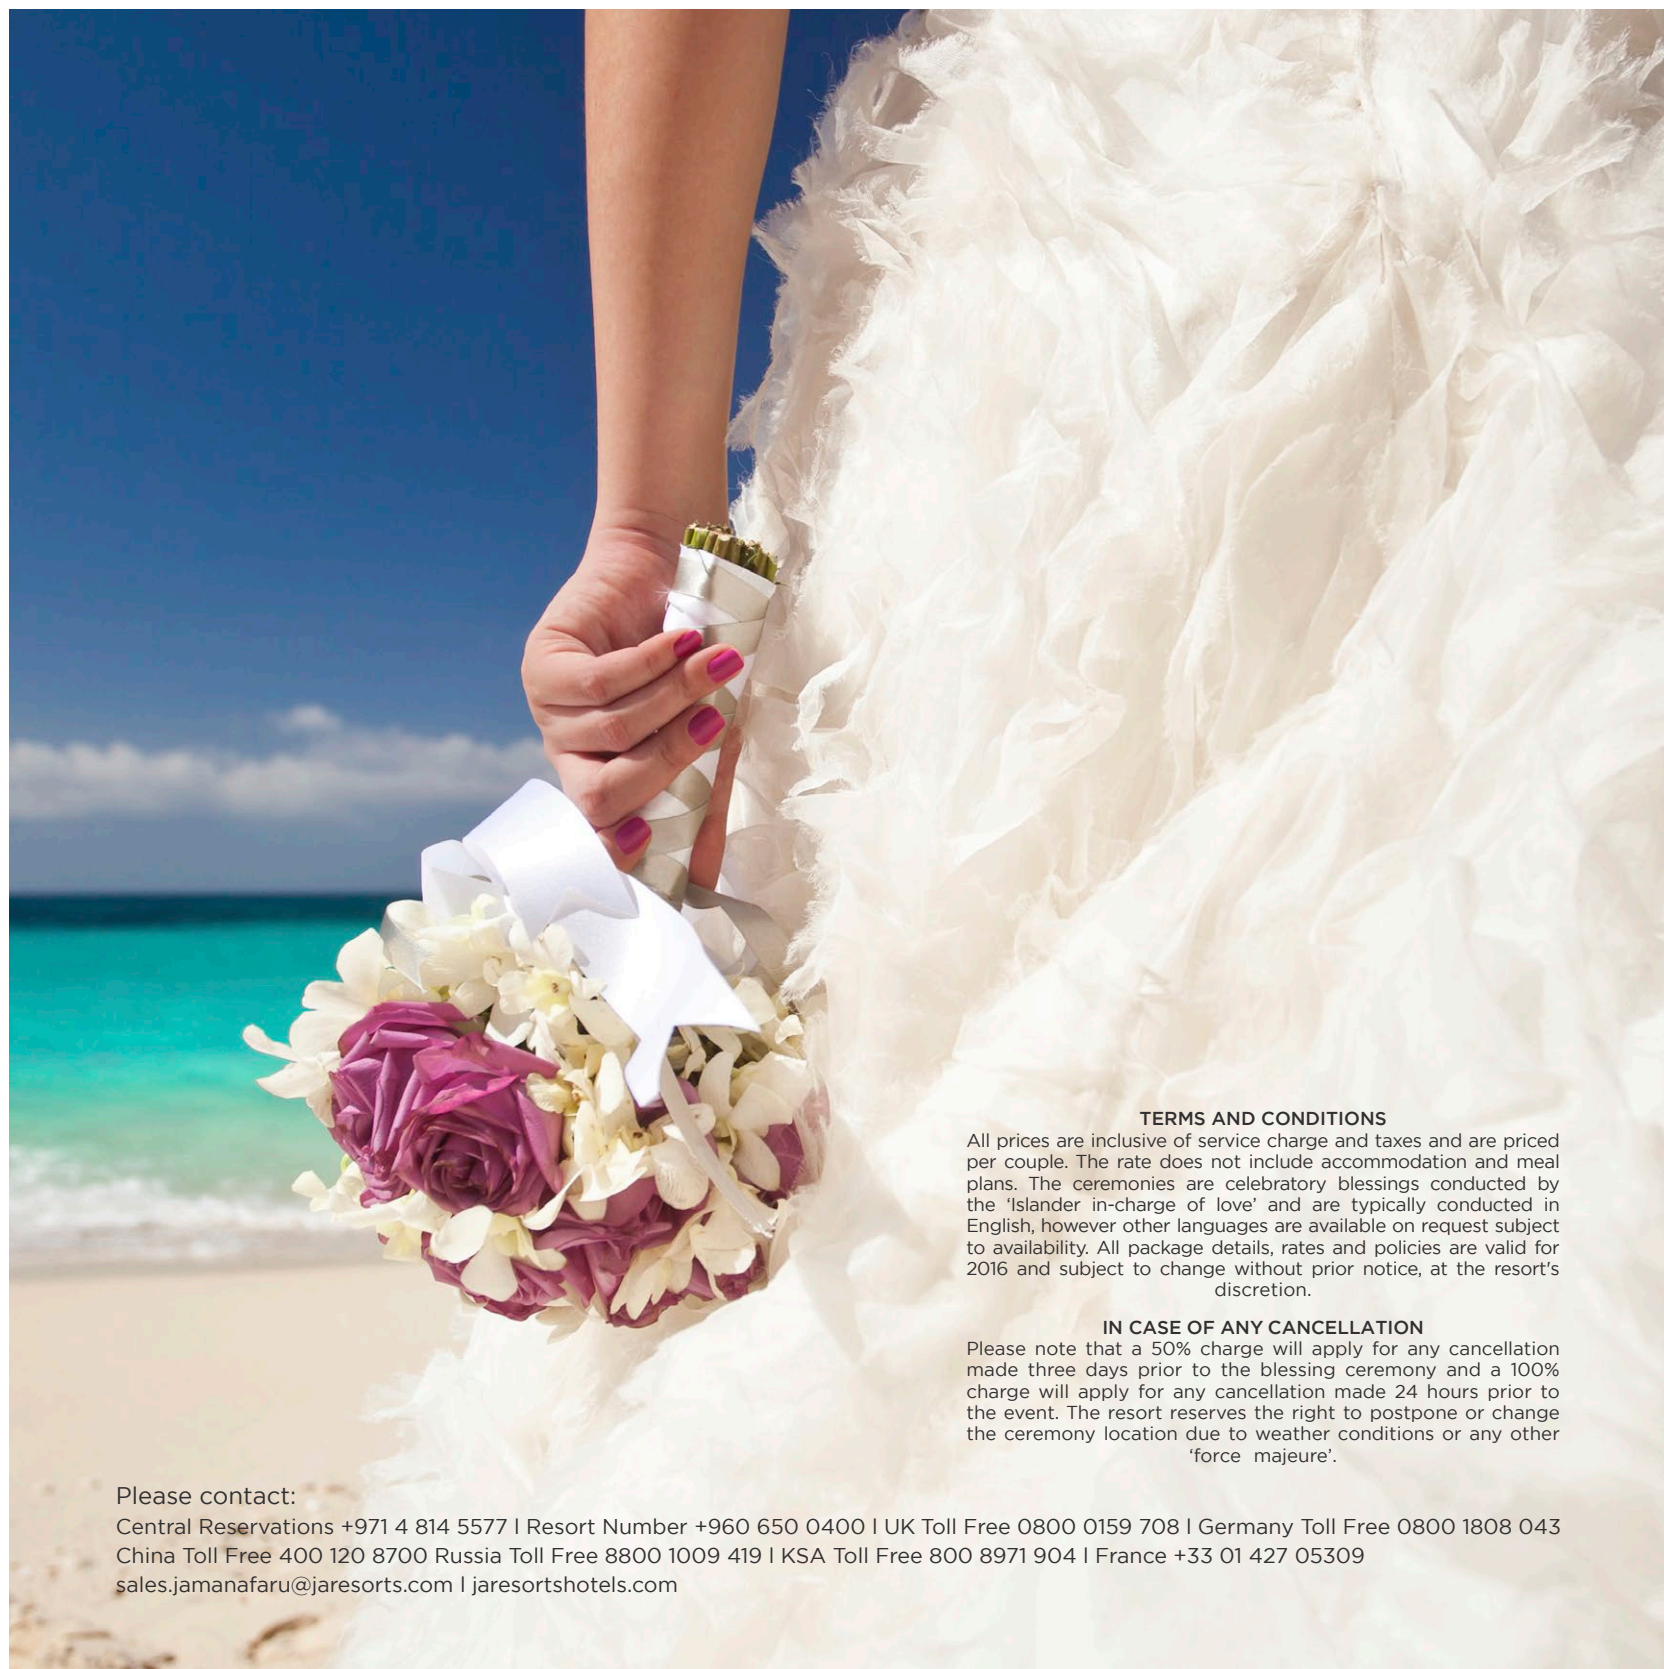 TERMS AND CONDITIONS
All prices are inclusive of service charge and taxes and are priced
per couple. The rate does not include accommodation and meal
plans. The ceremonies are celebratory blessings conducted by
the ‘Islander in-charge of love’ and are typically conducted in
English, however other languages are available on request subject
to availability. All package details, rates and policies are valid for
2016 and subject to change without prior notice, at the resort's
discretion.
IN CASE OF ANY CANCELLATION
Please note that a 50% charge will apply for any cancellation
made three days prior to the blessing ceremony and a 100%
charge will apply for any cancellation made 24 hours prior to
the event. The resort reserves the right to postpone or change
the ceremony location due to weather conditions or any other
‘force majeure’.
Please contact:
Central Reservations +971 4 814 5577 l Resort Number +960 650 0400 l UK Toll Free 0800 0159 708 l Germany Toll Free 0800 1808 043
China Toll Free 400 120 8700 Russia Toll Free 8800 1009 419 l KSA Toll Free 800 8971 904 l France +33 01 427 05309
sales.jamanafaru@jaresorts.com l jaresortshotels.com